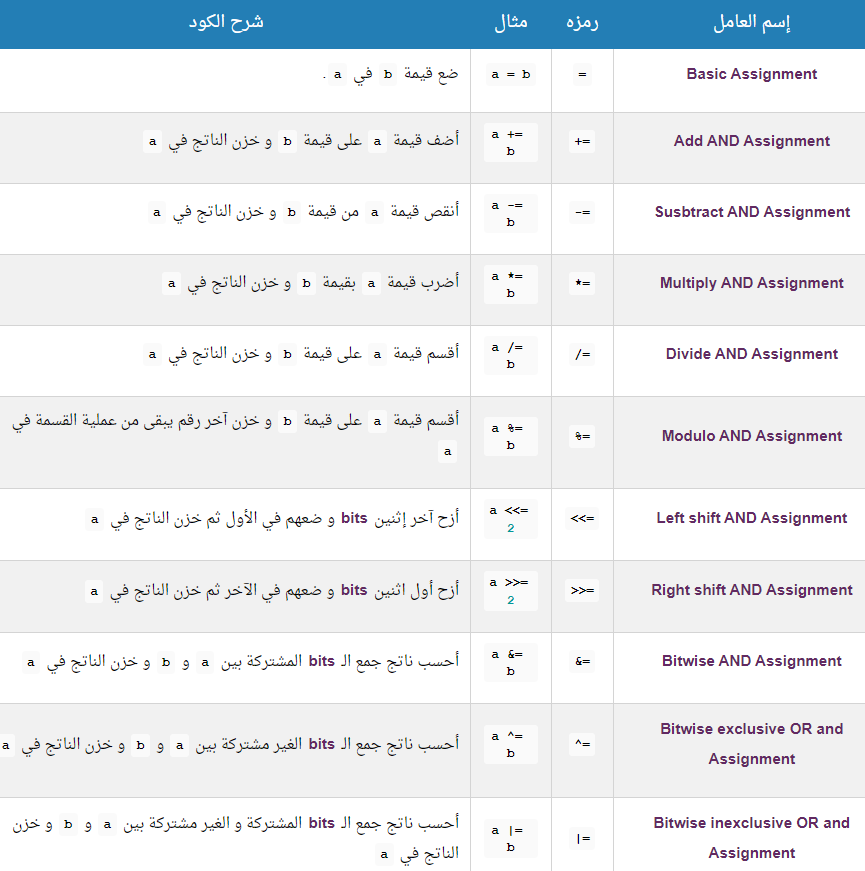 إسم العامل رمزه مثال شرح الكود
Basic Assignment = a = b ضع قيمة b في a .
Add AND Assignment += a += أضف قيمة a على قيمة b و خزن الناتج في a
b
Susbtract AND Assignment -= a -= أنقص قيمة a من قيمة b و خزن الناتج في a
b
Multiply AND Assignment *= a *= أضرب قيمة a بقيمة b و خزن الناتج في a
b
Divide AND Assignment /= a /= أقسم قيمة a على قيمة b و خزن الناتج في a
b
Modulo AND Assignment %= a %= أقسم قيمة a على قيمة b و خزن آخر رقم يبقى من عملية القسمة في
b a
Left shift AND Assignment <<= a <<= أزح آخر إثنين bits و ضعهم في الأول ثم خزن الناتج في a
2
Right shift AND Assignment >>= a >>= أزح أول اثنين bits و ضعهم في الآخر ثم خزن الناتج في a
2
Bitwise AND Assignment &= a &= أحسب ناتج جمع الـ bits المشتركة بين a و b و خزن الناتج في a
b
Bitwise exclusive OR and
Assignment ^= a ^= أحسب ناتج جمع الـ bits الغير مشتركة بين a و b و خزن الناتج في a
b
Bitwise inexclusive OR and
Assignment |= a |= أحسب ناتج جمع الـ bits المشتركة و الغير مشتركة بين a و b و خزن
b الناتج في a